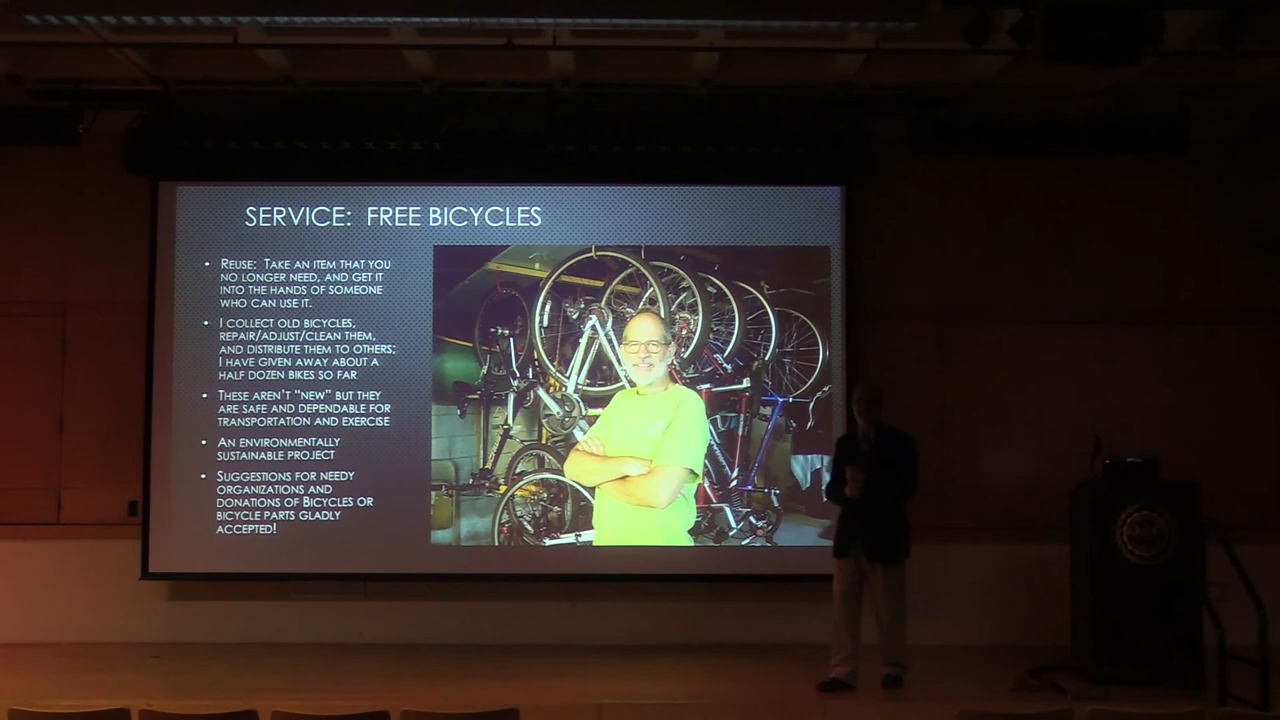 SERVICE: FREE BICYCLES
• REUSE: TAKE AN ITEM THAT YOU
NO LONGER NEED, AND GET IT
INTO THE HANDS OF SOMEONE
WHO CAN USE IT.
• I COLLECT OLD BICYCLES,
REPAIR/ADJUST/CLEAN THEM,
AND DISTRIBUTE THEM TO OTHERS;
I HAVE GIVEN AWAY ABOUT A
HALF DOZEN BIKES SO FAR
• THESE AREN'T "NEW" BUT THEY
ARE SAFE AND DEPENDABLE FOR
TRANSPORTATION AND EXERCISE
• AN ENVIRONMENTALLY
SUSTAINABLE PROJECT
• SUGGESTIONS FOR NEEDY
ORGANIZATIONS AND
DONATIONS OF BICYCLES OR
BICYCLE PARTS GLADLY
ACCEPTED!